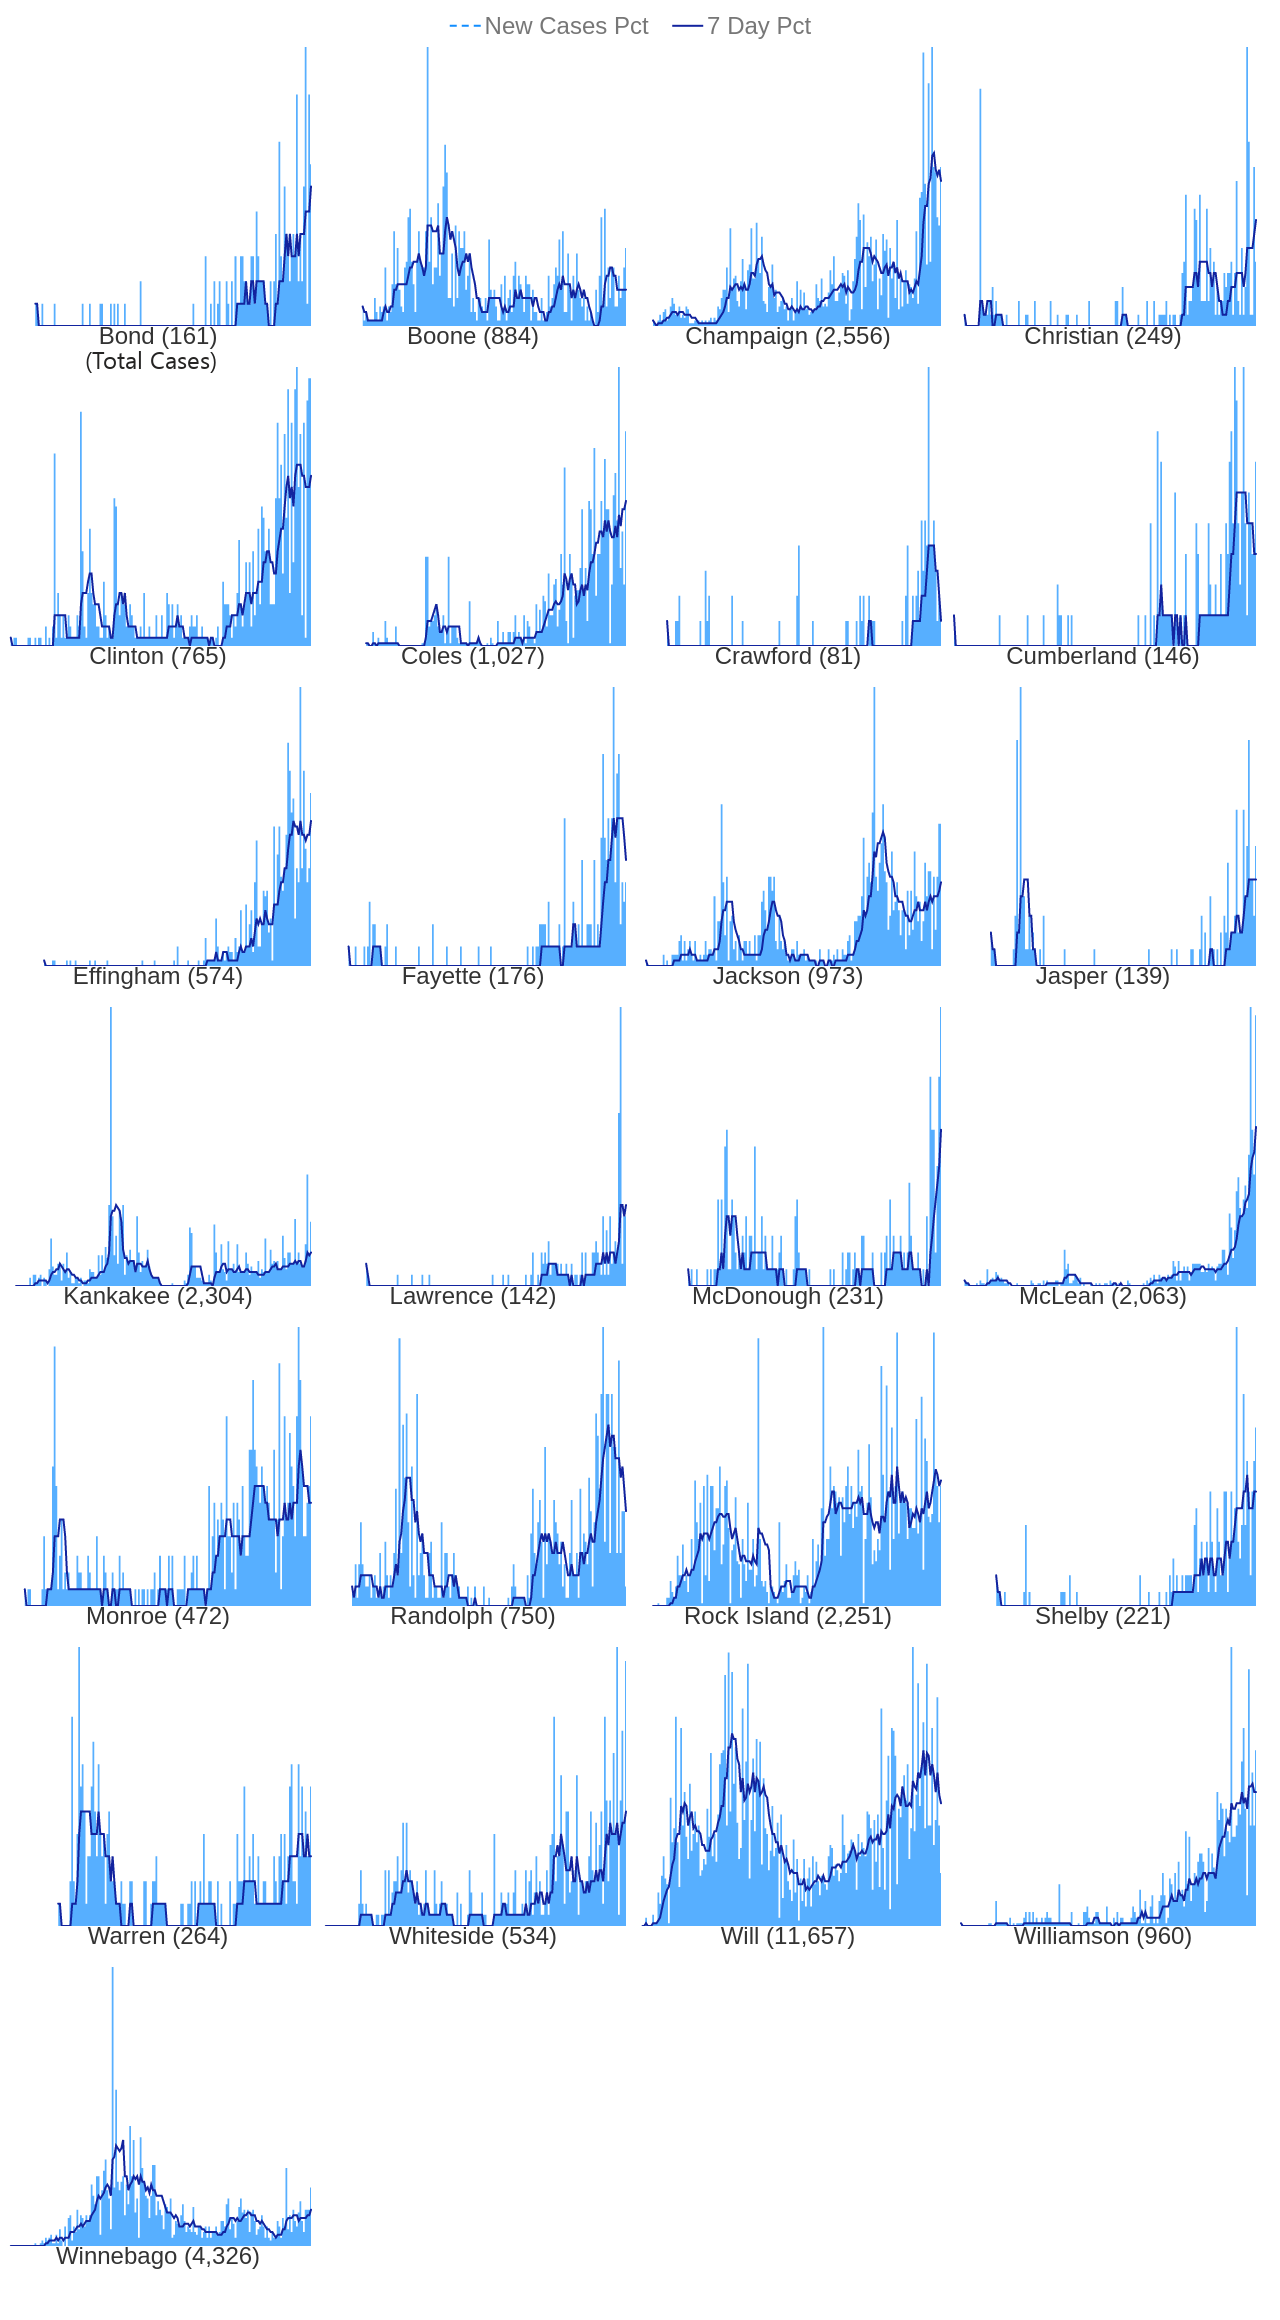 New Cases Pct 7 Day Pct
Bond (161) Boone (884) Champaign (2,556) Christian (249)
(Total Cases)
Clinton (765) Coles (1,027) Crawford (81) Cumberland (146)
Effingham (574) Fayette (176) Jackson (973) Jasper (139)
Kankakee (2,304) Lawrence (142) McDonough (231) McLean (2,063)
Monroe (472) Randolph (750) Rock Island (2,251) Shelby (221)
Warren (264) Whiteside (534) Will (11,657) Williamson (960)
Winnebago (4,326)